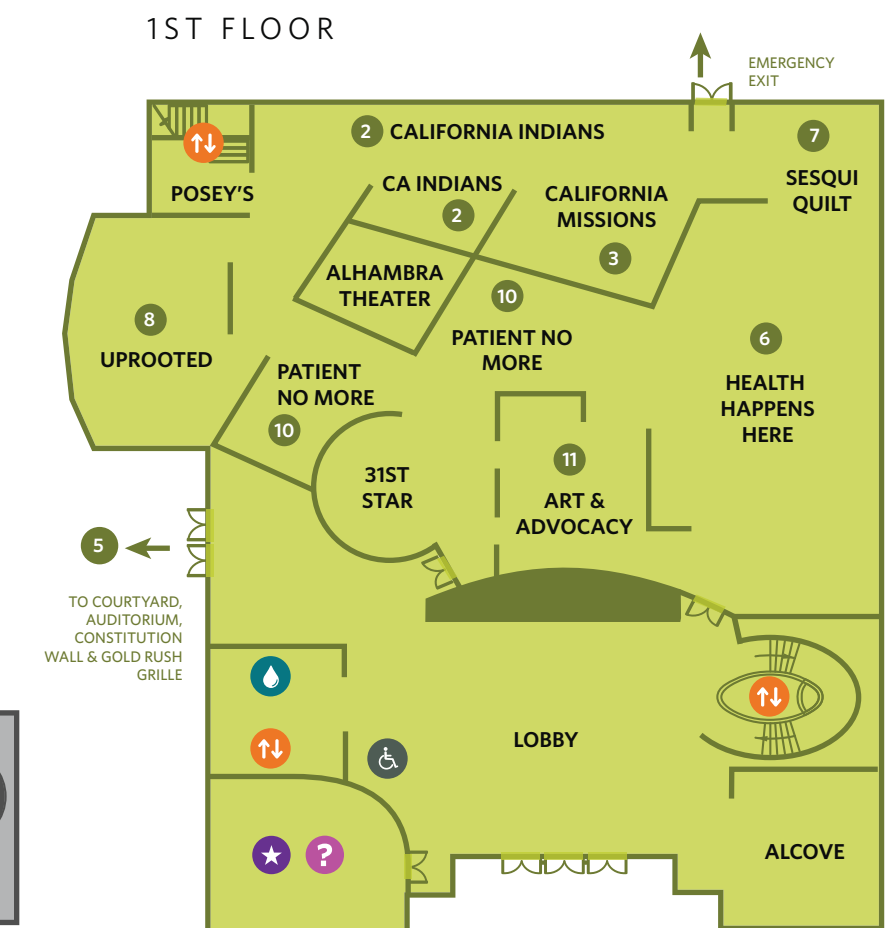 1ST FLOOR
EMERGENCY
EXIT
2 CALIFORNIA INDIANS
7
SESQUI
QUILT
POSEY'S
CA INDIANS
2
CALIFORNIA
MISSIONS
3
ALHAMBRA
THEATER
10
PATIENT NO
MORE
8
UPROOTED
6
HEALTH
HAPPENS
HERE
PATIENT
NO MORE
10
31ST
STAR
11
ART &
ADVOCACY
5
TO COURTYARD,
AUDITORIUM,
CONSTITUTION
WALL & GOLD RUSH
GRILLE
LOBBY
?
ALCOVE